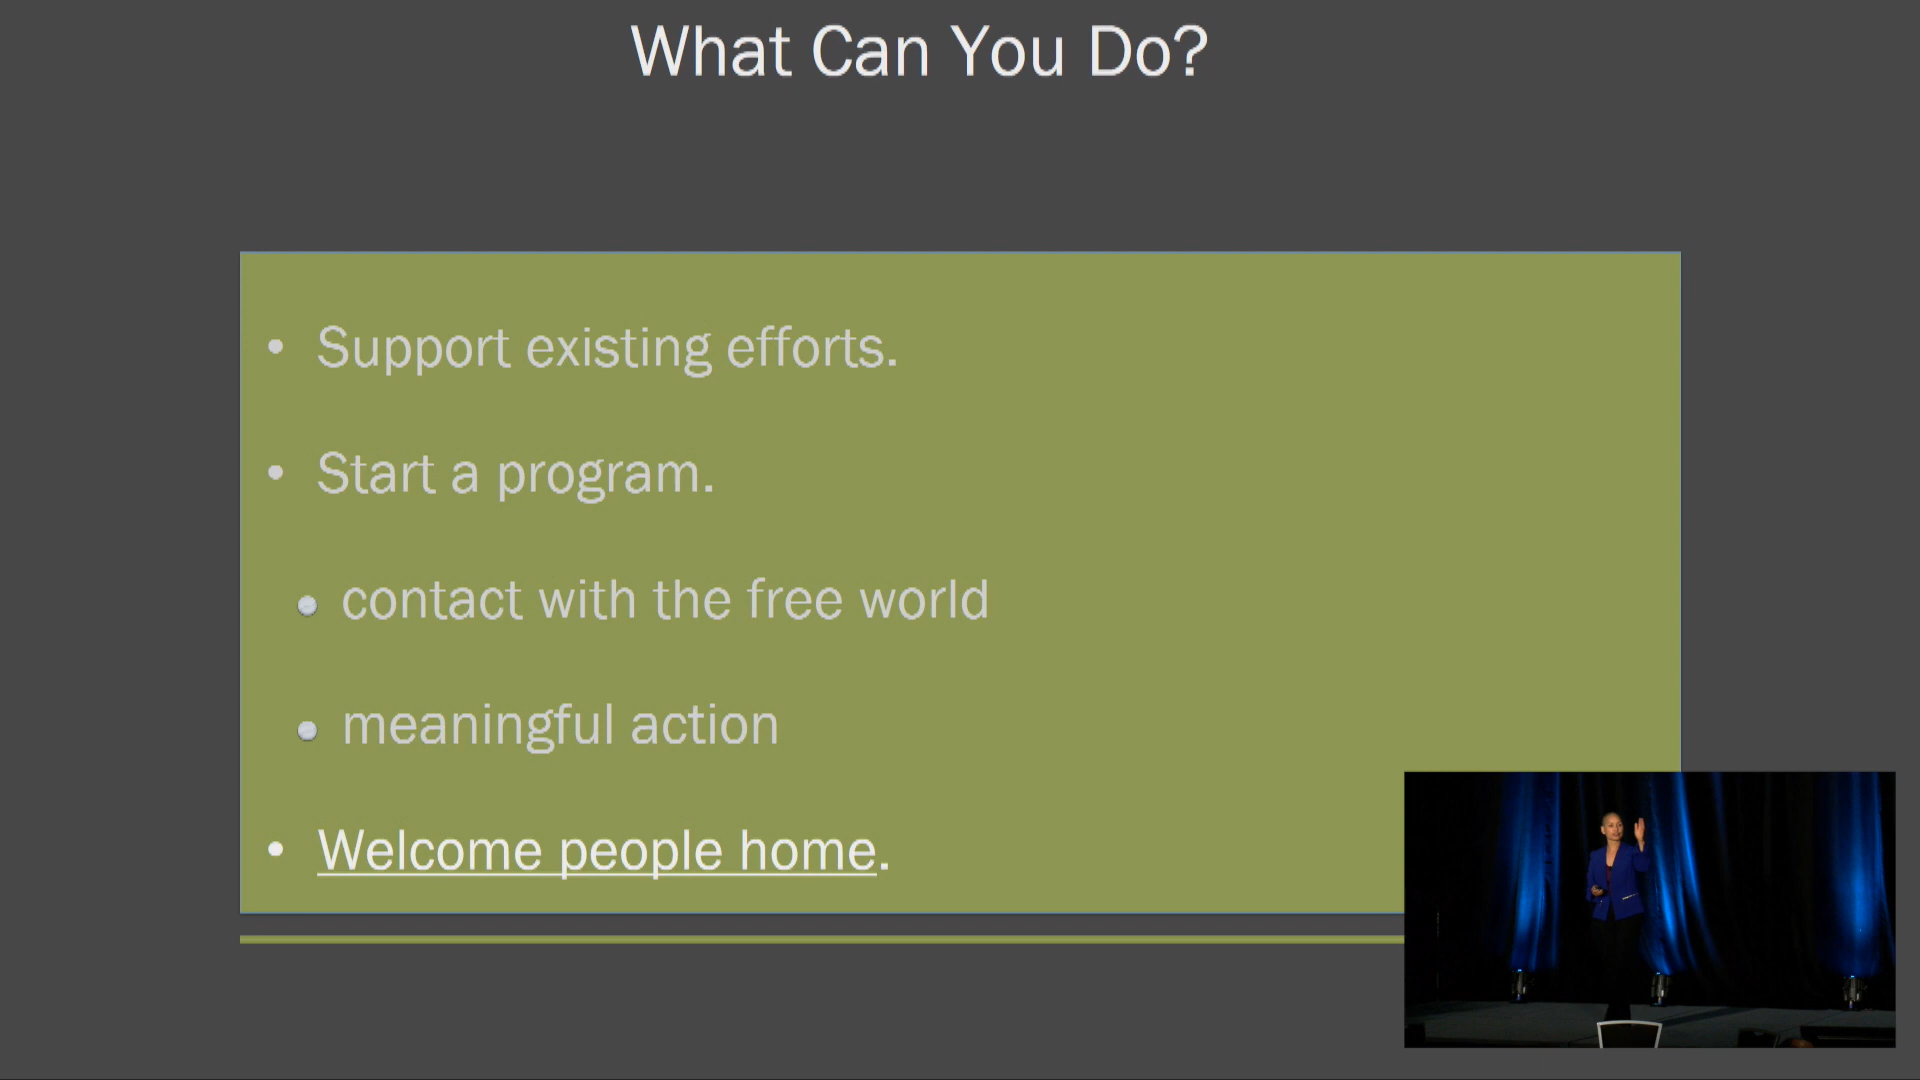 What Can You Do?
• Support existing efforts.
• Start a program.
• contact with the free world
• meaningful action
• Welcome people home.